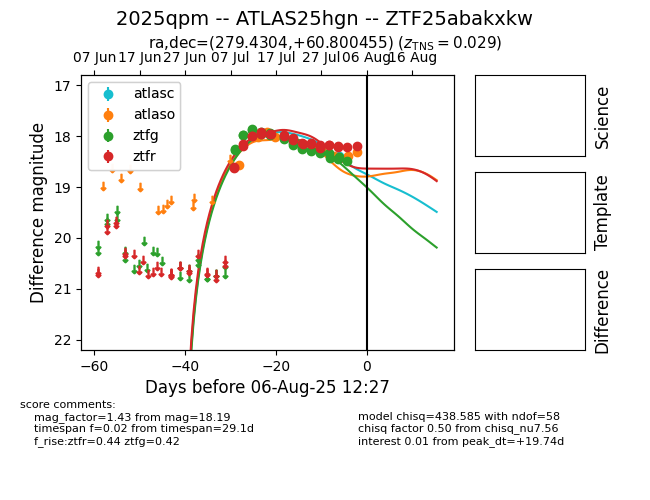 2025qpm -- ATLAS25hgn -- ZTF25abakxkw
ra,dec=(279.4304,+60.800455) (z_TNS = 0.029)
07 Jun 17 Jun 27 Jun 07 Jul 17 Jul 27 Jul 06 Aug 16 Aug
atlasc
atlaso
ztfg
ztfr
17
18
19
20
21
22
Difference magnitude
−60 −40 −20 0
Days before 06-Aug-25 12:27
Science
Template
Difference
score comments:
mag_factor=1.43 from mag=18.19
timespan f=0.02 from timespan=29.1d
f_rise:ztfr=0.44 ztfg=0.42
model chisq=438.585 with ndof=58
chisq factor 0.50 from chisq_nu7.56
interest 0.01 from peak_dt=+19.74d